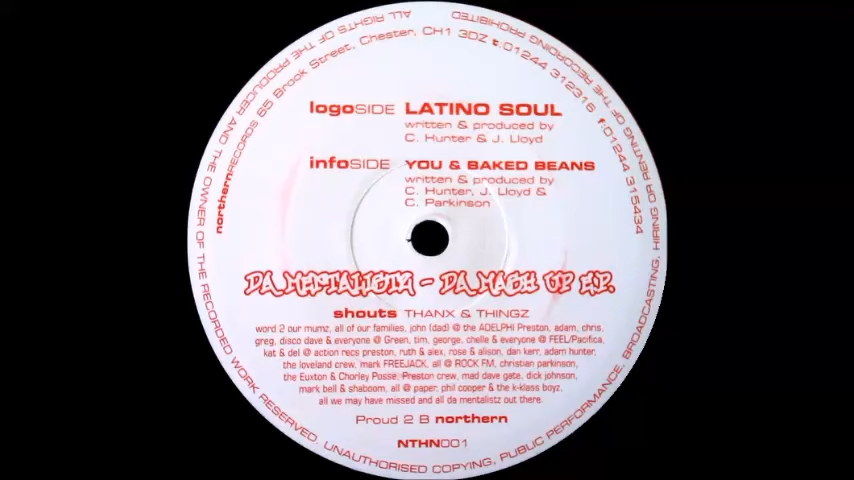 ALL RIGHTS OF THE PRODUCER AND THE OWNER OF THE RECORDED WORK RESERVED. UNAUTHORISED COPYING, PUBLIC PERFORMANCE, BROADCASTING, HIRING OR RENTING OF THE RECORDING PROHIBITED
northernRECORDS 65 Brook Street, Chester, CH1 3DZ t.01244 312316 f.01244 315434
logoSIDE LATINO SOUL
written & produced by
C. Hunter & J. Lloyd
infoSIDE YOU & BAKED BEANS
written & produced by
C. Hunter, J. Lloyd &
C. Parkinson
DA MENTALISTZ - DA MASH UP E.P.
shouts THANX & THINGZ
word 2 our mumz, all of our families, john (dad) @ the ADELPHI Preston, adam, chris,
greg, disco dave & everyone @ Green, tim, george, chelle & everyone @ FEEL/Pacifica,
kat & del @ action recs preston, ruth & alex, rose & alison, dan kerr, adam hunter,
the loveland crew, mark FREEJACK, all @ ROCK FM, christian parkinson,
the Euxton & Chorley Posse, Preston crew, mad dave gate, dick johnson,
mark bell & shaboom, all @ paper, phil cooper & the k-klass boyz,
all we may have missed and all da mentalistz out there.
Proud 2 B northern
NTHN001